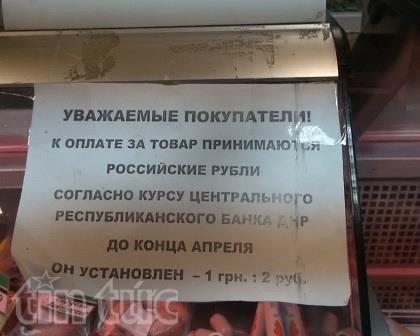 УВАЖАЕМЫЕ ПОКУПАТЕЛИ!
К ОПЛАТЕ ЗА ТОВАР ПРИНИМАЮТСЯ
РОССИЙСКИЕ РУБЛИ
СОГЛАСНО КУРСУ ЦЕНТРАЛЬНОГО
РЕСПУБЛИКАНСКОГО БАНКА ДНР
ДО КОНЦА АПРЕЛЯ
ОН УСТАНОВЛЕН – 1 грн. : 2 руб.
tin tức